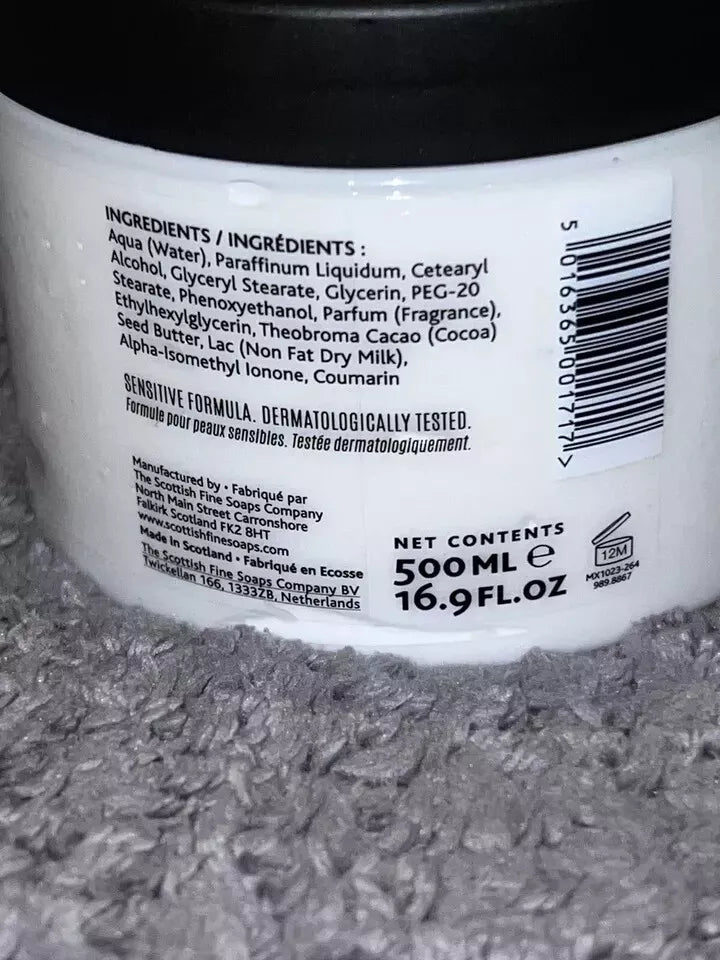 INGREDIENTS / INGRÉDIENTS :
Aqua (Water), Paraffinum Liquidum, Cetearyl
Alcohol, Glyceryl Stearate, Glycerin, PEG-20
Stearate, Phenoxyethanol, Parfum (Fragrance),
Ethylhexylglycerin, Theobroma Cacao (Cocoa)
Seed Butter, Lac (Non Fat Dry Milk),
Alpha-Isomethyl Ionone, Coumarin
SENSITIVE FORMULA. DERMATOLOGICALLY TESTED.
Formule pour peaux sensibles. Testée dermatologiquement.
Manufactured by • Fabriqué par
The Scottish Fine Soaps Company
North Main Street Carronshore
Falkirk Scotland FK2 8HT
www.scottishfinesoaps.com
Made in Scotland • Fabriqué en Ecosse
The Scottish Fine Soaps Company BV
Twickellan 166, 1333ZB, Netherlands
NET CONTENTS
500 ML e
16.9 FL.OZ
12M
MX1023-264
989.8867
5 016365 001717 >